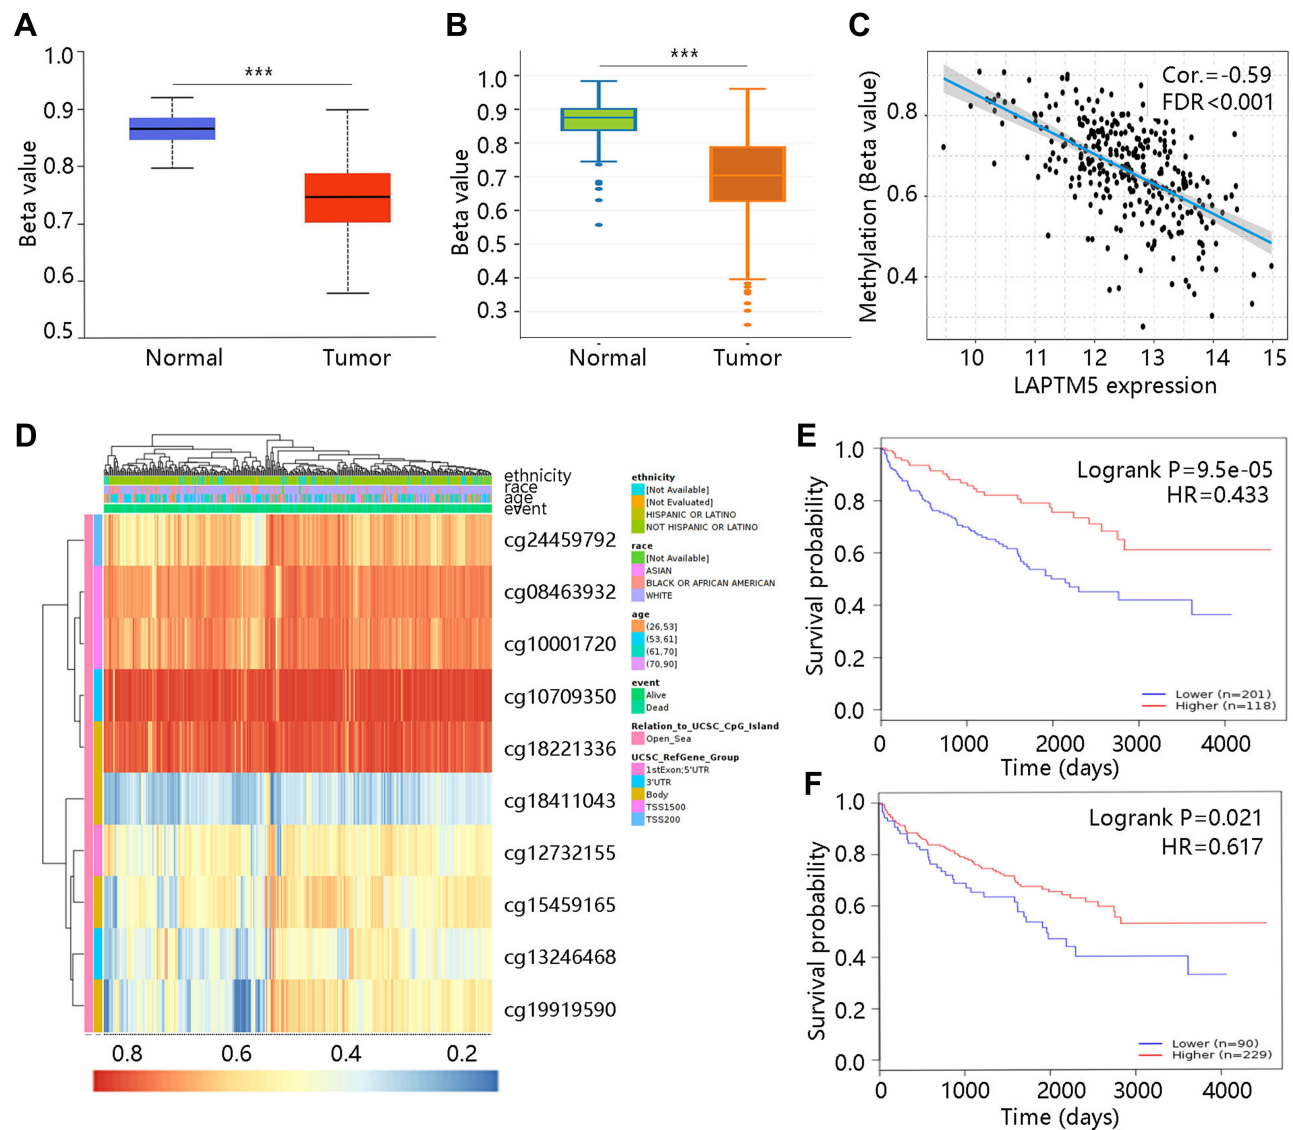 A
1.0
0.9
0.8
0.7
0.6
0.5
Beta value
***
Normal
Tumor
B
1.0
0.9
0.8
0.7
0.6
0.5
0.4
0.3
Beta value
***
Normal
Tumor
C
0.8
0.6
0.4
Methylation (Beta value)
Cor.=-0.59
FDR<0.001
10
11
12
13
14
15
LAPTM5 expression
D
ethnicity
race
age
event
cg24459792
cg08463932
cg10001720
cg10709350
cg18221336
cg18411043
cg12732155
cg15459165
cg13246468
cg19919590
0.8
0.6
0.4
0.2
ethnicity
[Not Available]
[Not Evaluated]
HISPANIC OR LATINO
NOT HISPANIC OR LATINO
race
[Not Available]
ASIAN
BLACK OR AFRICAN AMERICAN
WHITE
age
(26,53]
(53,61]
(61,70]
(70,90]
event
Alive
Dead
Relation_to_UCSC_CpG_Island
Open_Sea
UCSC_RefGene_Group
1stExon;5'UTR
3'UTR
Body
TSS1500
TSS200
E
1.0
0.8
0.6
0.4
0.2
0.0
Survival probability
Logrank P=9.5e-05
HR=0.433
Lower (n=201)
Higher (n=118)
0
1000
2000
3000
4000
Time (days)
F
1.0
0.8
0.6
0.4
0.2
0.0
Survival probability
Logrank P=0.021
HR=0.617
Lower (n=90)
Higher (n=229)
0
1000
2000
3000
4000
Time (days)